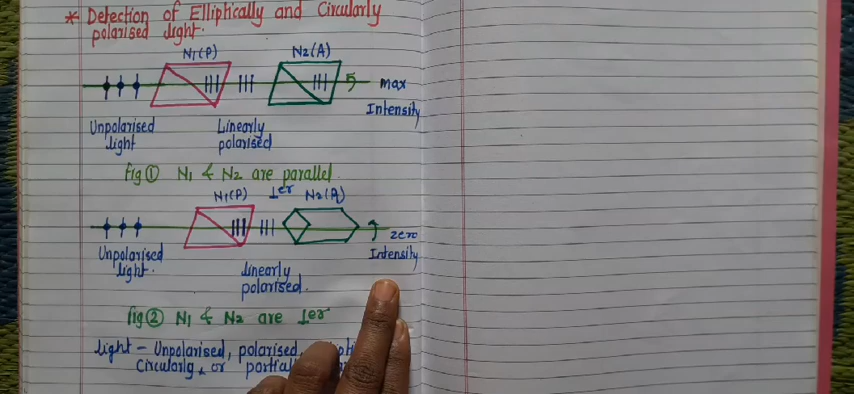 * Detection of Elliptically and Circularly
polarised light.
N₁(P) N₂(A)
max
Intensity
Unpolarised
light
Linearly
polarised
fig ① N₁ & N₂ are parallel.
N₁(P) ⊥er N₂(A)
zero
Intensity
Unpolarised
light.
Linearly
polarised.
fig ② N₁ & N₂ are ⊥er
light - Unpolarised, polarised,
Circularly or